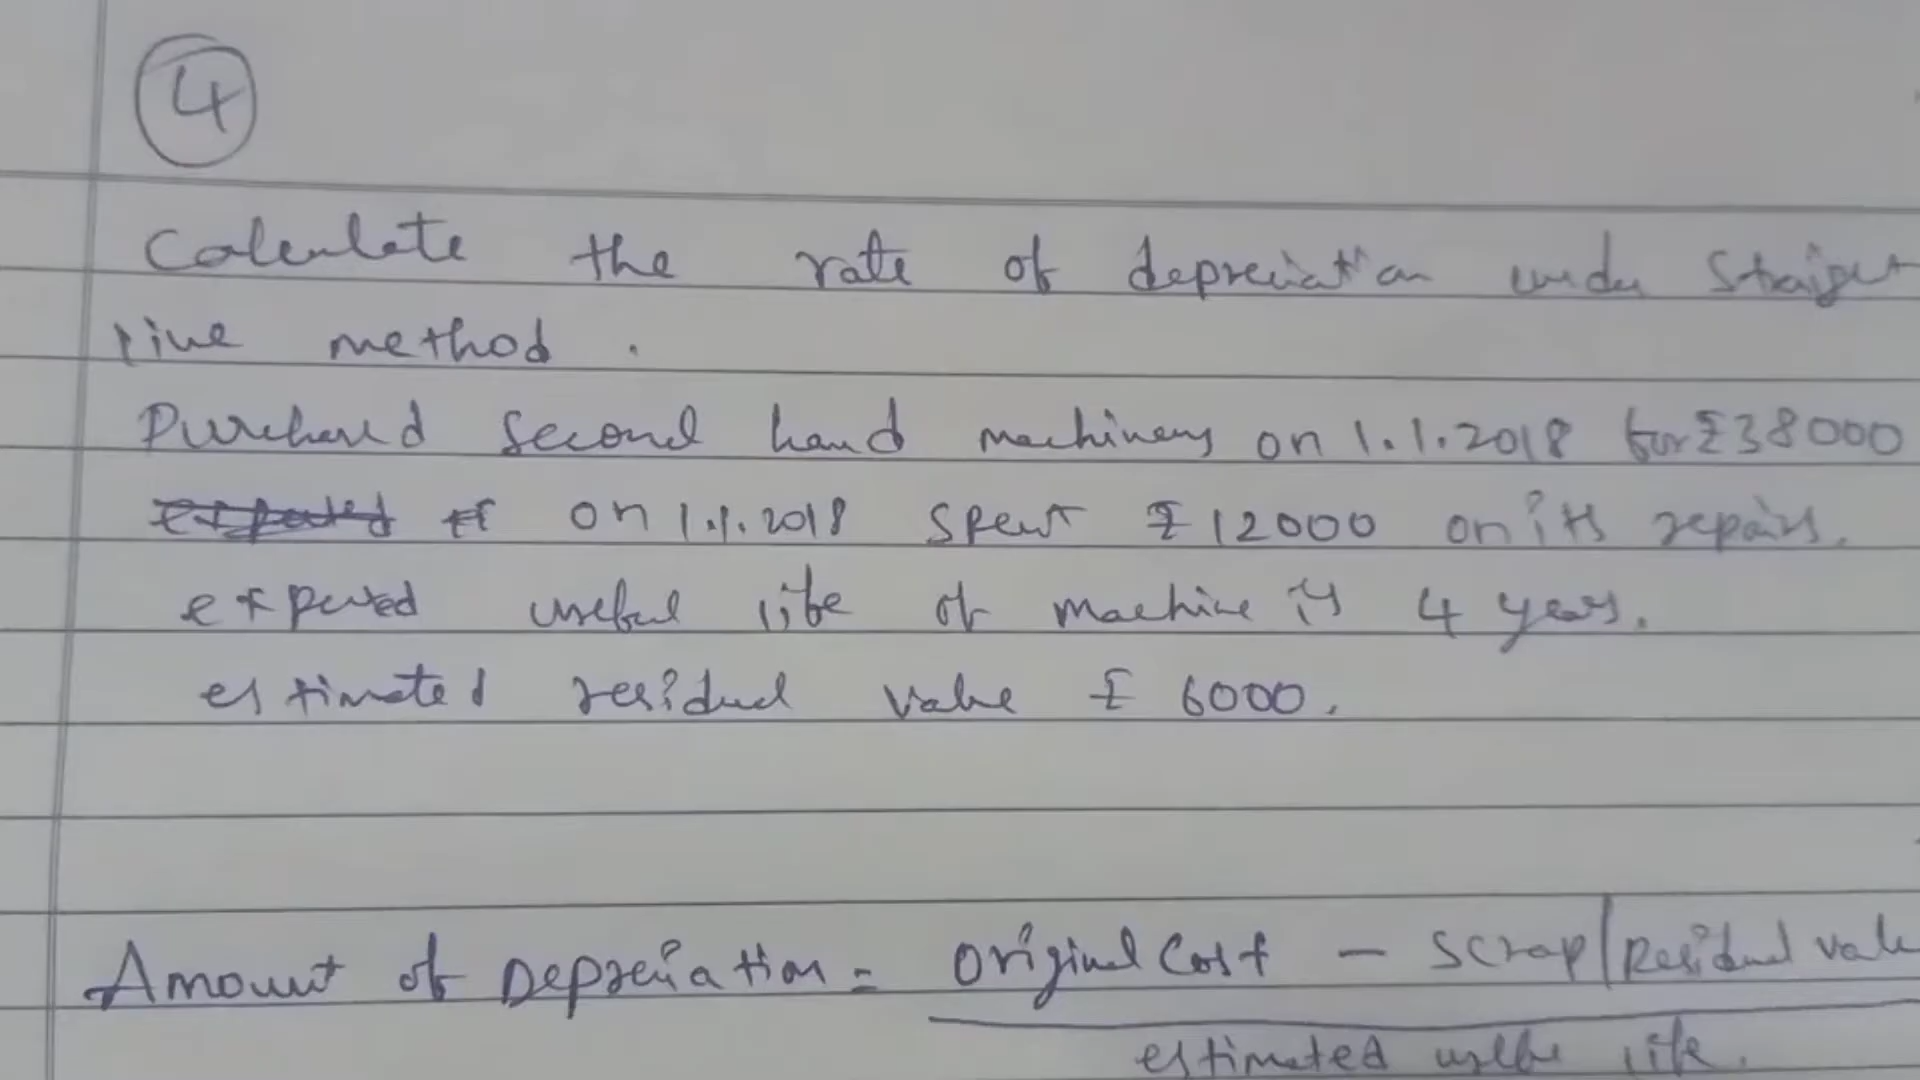 4
Calculate the rate of depreciation under Straight
line method.
Purchased second hand machinery on 1.1.2018 for ₹38000
expected on 1.1.2018 spent ₹12000 on its repairs.
expected useful life of machine is 4 years.
estimated residual value ₹6000.
Amount of Depreciation = Original Cost - Scrap/Residual value
estimated useful life.